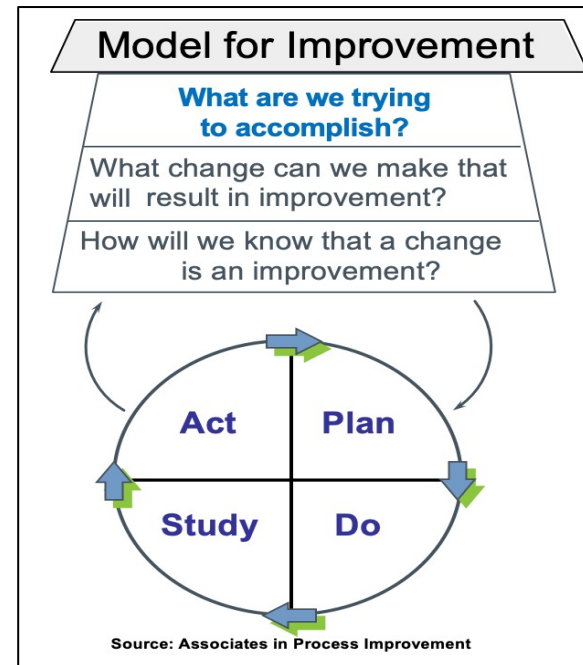 Model for Improvement
What are we trying
to accomplish?
What change can we make that
will result in improvement?
How will we know that a change
is an improvement?
Act
Plan
Study
Do
Source: Associates in Process Improvement